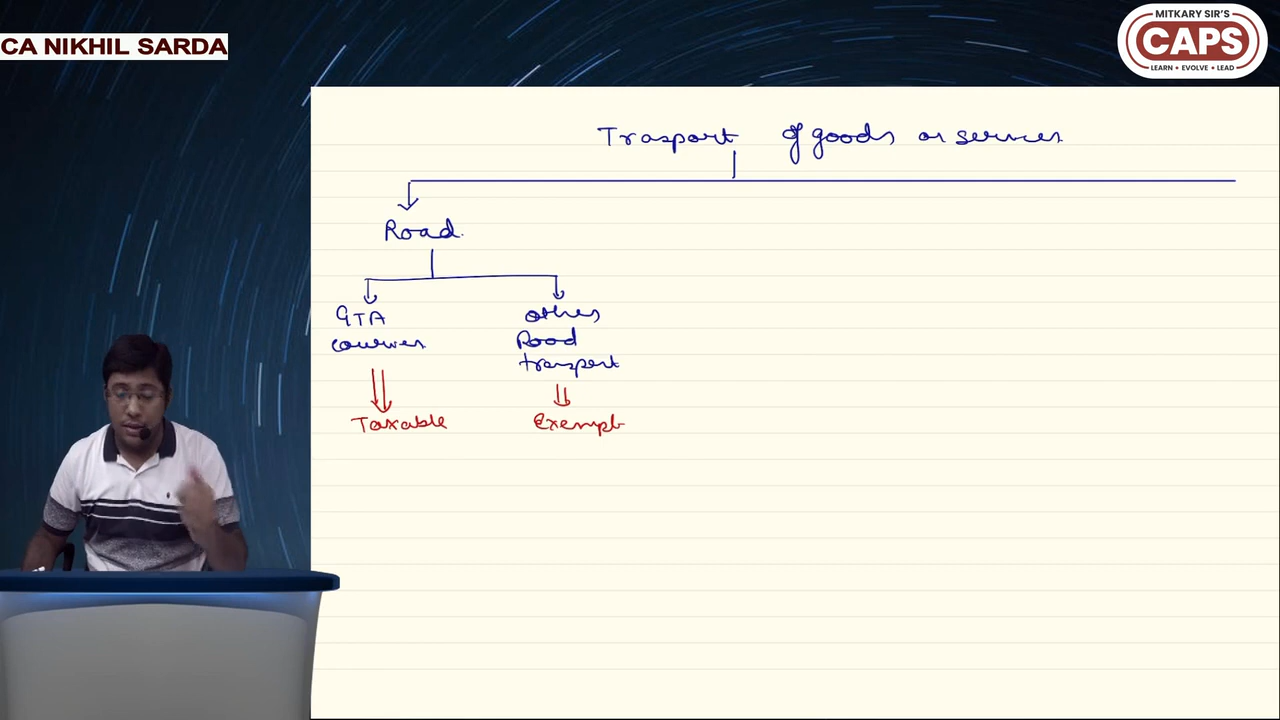 CA NIKHIL SARDA
MITKARY SIR'S
CAPS
LEARN • EVOLVE • LEAD
Trasport of goods or services
Road.
GTA
courier
other
Road
transport
Taxable
Exempt